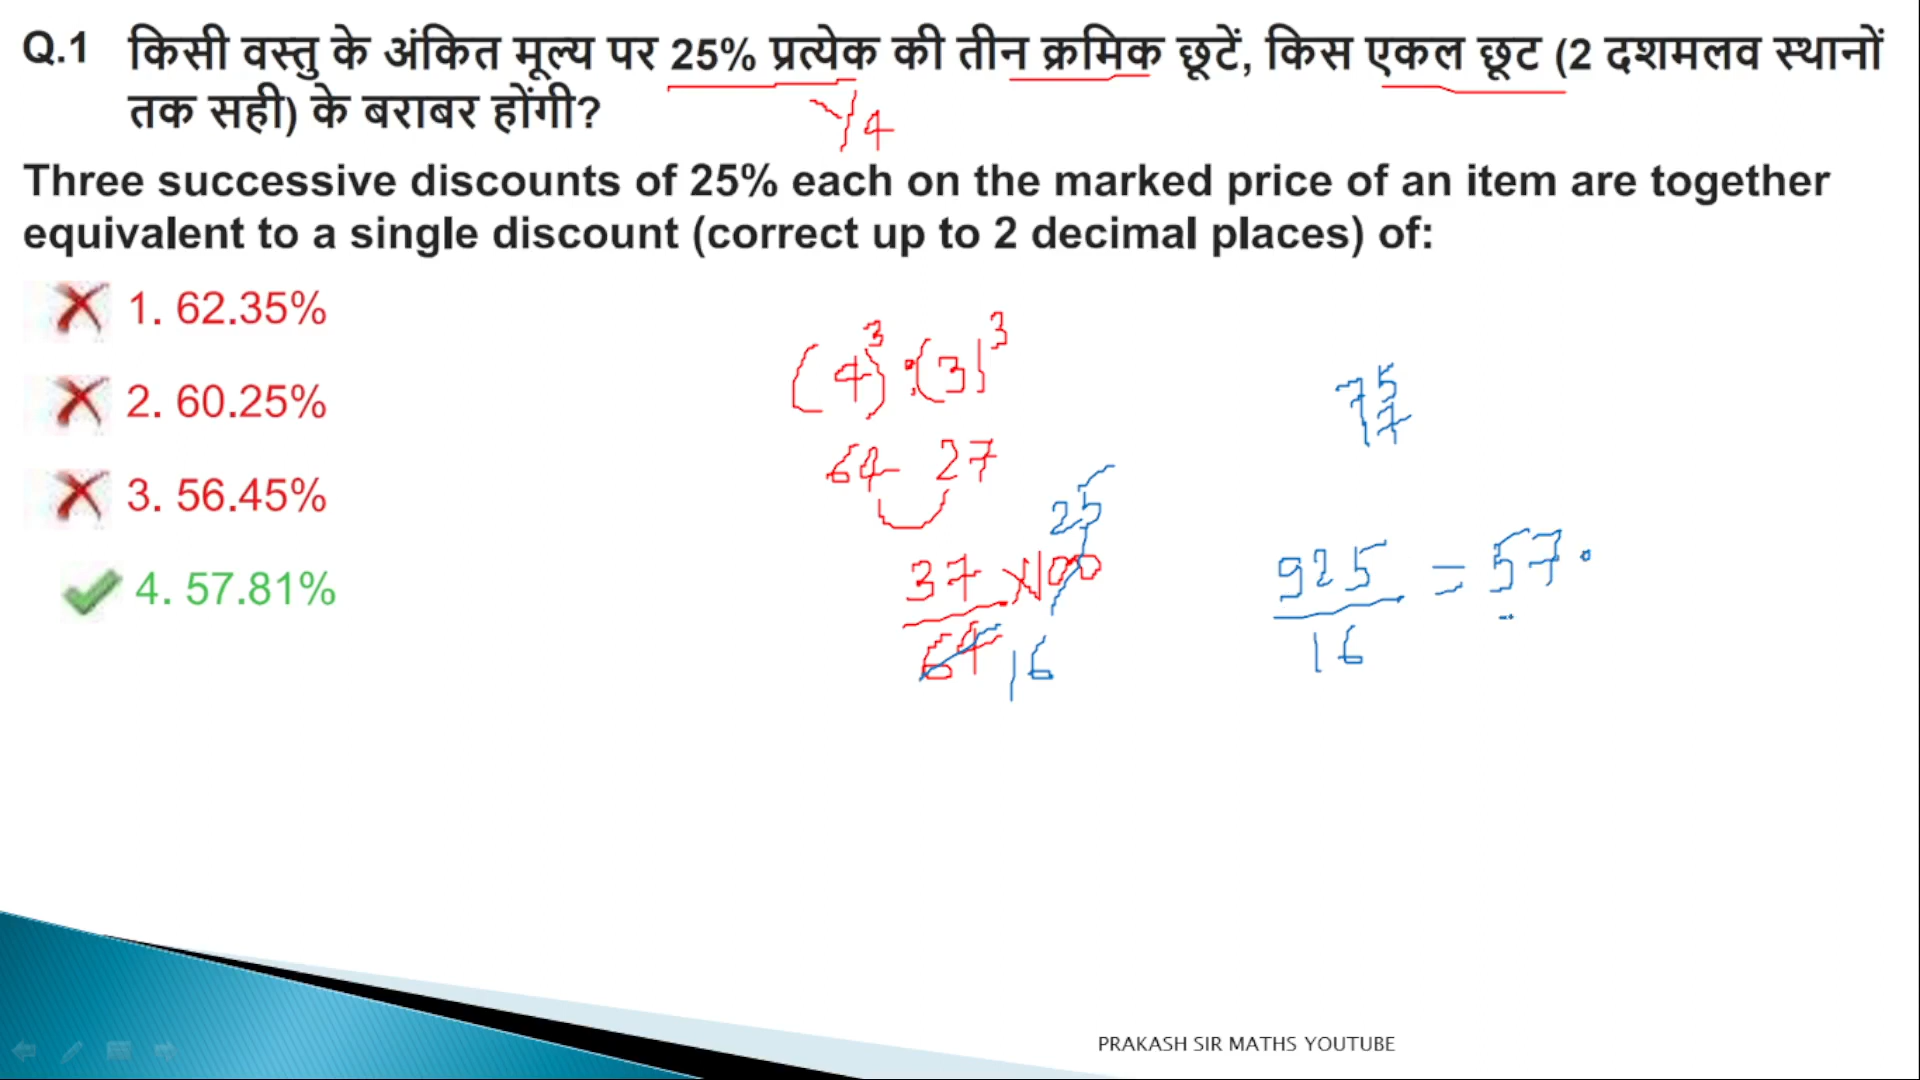 Q.1 किसी वस्तु के अंकित मूल्य पर 25% प्रत्येक की तीन क्रमिक छूटें, किस एकल छूट (2 दशमलव स्थानों
तक सही) के बराबर होंगी?
1/4
Three successive discounts of 25% each on the marked price of an item are together
equivalent to a single discount (correct up to 2 decimal places) of:
1. 62.35%
2. 60.25%
3. 56.45%
4. 57.81%
(4)³ : (3)³
64 27
25
37 × 100
64 16
75
17
925 = 57.
16
PRAKASH SIR MATHS YOUTUBE